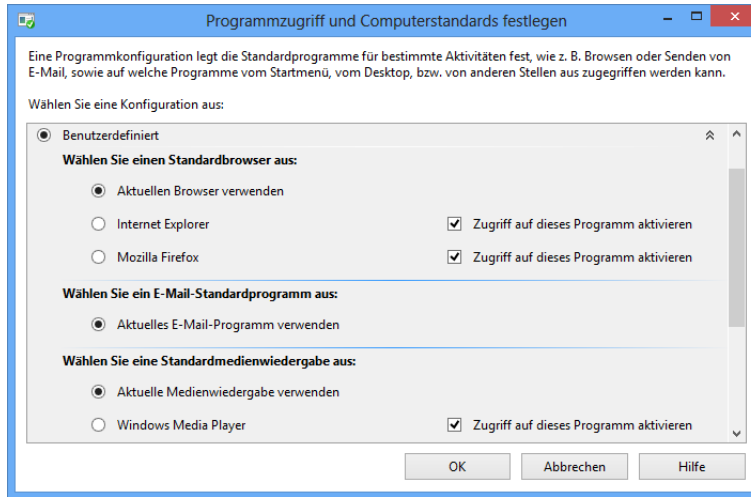 Programmzugriff und Computerstandards festlegen
Eine Programmkonfiguration legt die Standardprogramme für bestimmte Aktivitäten fest, wie z. B. Browsen oder Senden von
E-Mail, sowie auf welche Programme vom Startmenü, vom Desktop, bzw. von anderen Stellen aus zugegriffen werden kann.
Wählen Sie eine Konfiguration aus:
Benutzerdefiniert
Wählen Sie einen Standardbrowser aus:
Aktuellen Browser verwenden
Internet Explorer Zugriff auf dieses Programm aktivieren
Mozilla Firefox Zugriff auf dieses Programm aktivieren
Wählen Sie ein E-Mail-Standardprogramm aus:
Aktuelles E-Mail-Programm verwenden
Wählen Sie eine Standardmedienwiedergabe aus:
Aktuelle Medienwiedergabe verwenden
Windows Media Player Zugriff auf dieses Programm aktivieren
OK Abbrechen Hilfe